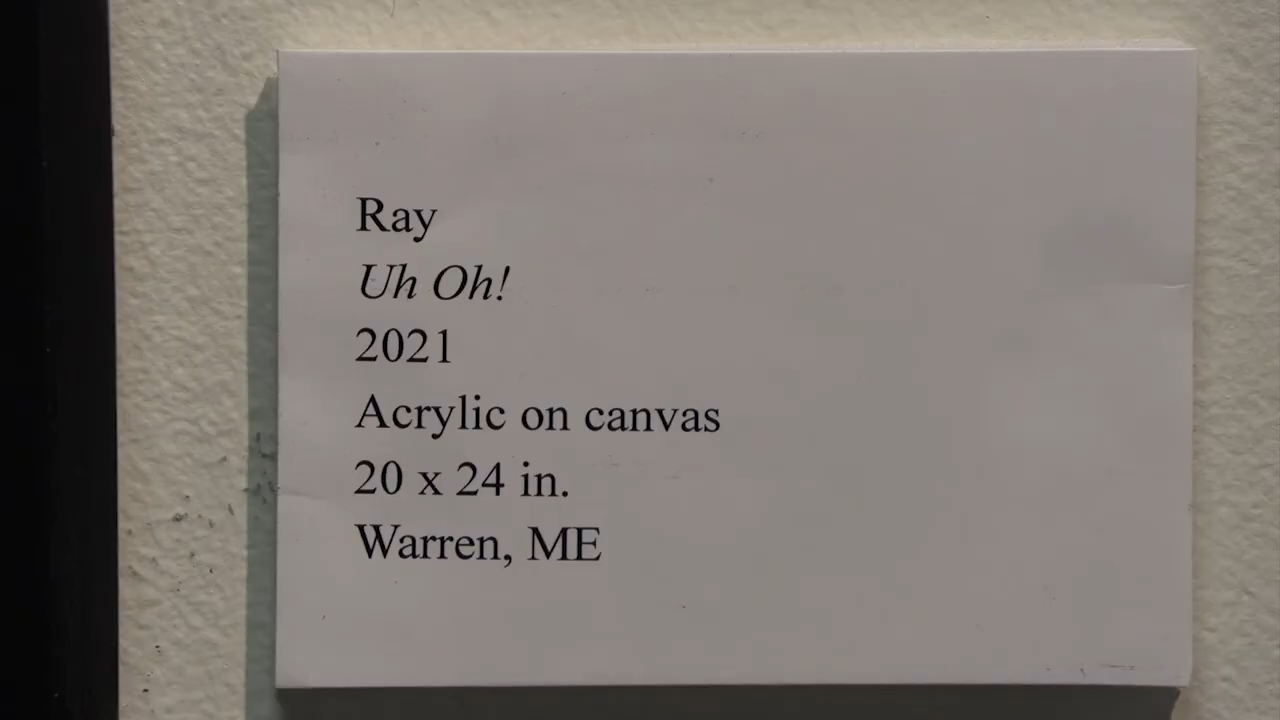 Ray
Uh Oh!
2021
Acrylic on canvas
20 x 24 in.
Warren, ME